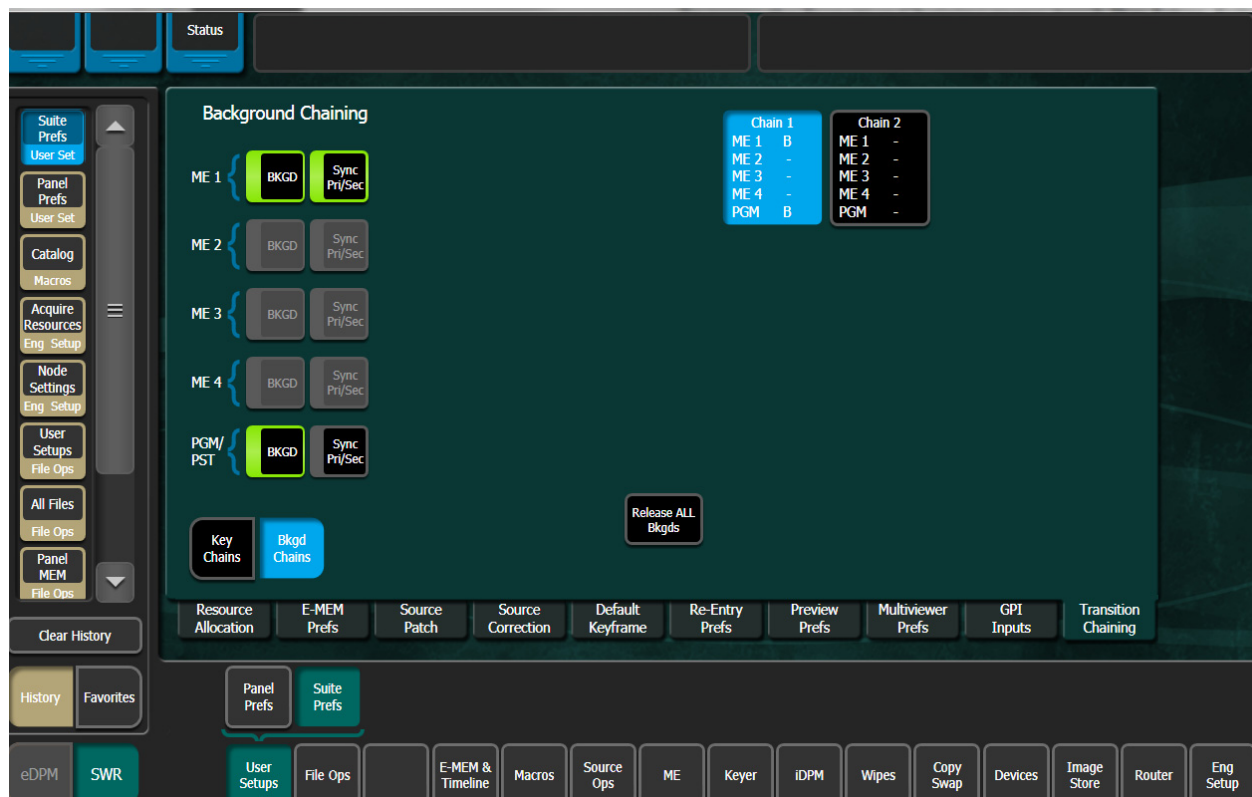 Status
Suite
Prefs
User Set
Panel
Prefs
User Set
Catalog
Macros
Acquire
Resources
Eng Setup
Node
Settings
Eng Setup
User
Setups
File Ops
All Files
File Ops
Panel
MEM
File Ops
Clear History
History
Favorites
eDPM
SWR
Background Chaining
ME 1
BKGD
Sync
Pri/Sec
ME 2
BKGD
Sync
Pri/Sec
ME 3
BKGD
Sync
Pri/Sec
ME 4
BKGD
Sync
Pri/Sec
PGM/
PST
BKGD
Sync
Pri/Sec
Chain 1
ME 1 B
ME 2 -
ME 3 -
ME 4 -
PGM B
Chain 2
ME 1 -
ME 2 -
ME 3 -
ME 4 -
PGM -
Key
Chains
Bkgd
Chains
Release ALL
Bkgds
Resource
Allocation
E-MEM
Prefs
Source
Patch
Source
Correction
Default
Keyframe
Re-Entry
Prefs
Preview
Prefs
Multiviewer
Prefs
GPI
Inputs
Transition
Chaining
Panel
Prefs
Suite
Prefs
User
Setups
File Ops
E-MEM &
Timeline
Macros
Source
Ops
ME
Keyer
iDPM
Wipes
Copy
Swap
Devices
Image
Store
Router
Eng
Setup